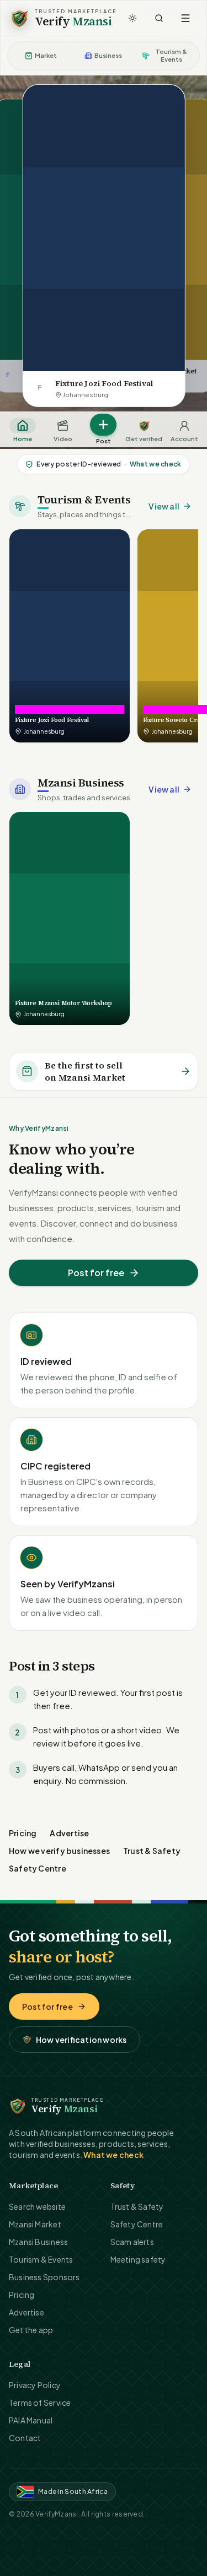 TRUSTED MARKETPLACE
Verify Mzansi
Market
Business
Tourism & Events
F
Fixture Jozi Food Festival
Johannesburg
Home
Video
Post
Get verified
Account
Every poster ID-reviewed · What we check
Tourism & Events
Stays, places and things t...
View all
Fixture Jozi Food Festival
Johannesburg
Johannesburg
Mzansi Business
Shops, trades and services
View all
Fixture Mzansi Motor Workshop
Johannesburg
Be the first to sell
on Mzansi Market
Why VerifyMzansi
Know who you're
dealing with.
VerifyMzansi connects people with verified
businesses, products, services, tourism and
events. Discover, connect and do business
with confidence.
Post for free
ID reviewed
We reviewed the phone, ID and selfie of
the person behind the profile.
CIPC registered
In Business on CIPC's own records,
managed by a director or company
representative.
Seen by VerifyMzansi
We saw the business operating, in person
or on a live video call.
Post in 3 steps
1
Get your ID reviewed. Your first post is
then free.
2
Post with photos or a short video. We
review it before it goes live.
3
Buyers call, WhatsApp or send you an
enquiry. No commission.
Pricing
Advertise
How we verify businesses
Trust & Safety
Safety Centre
Got something to sell,
share or host?
Get verified once, post anywhere.
Post for free
How verification works
TRUSTED MARKETPLACE
Verify Mzansi
A South African platform connecting people
with verified businesses, products, services,
tourism and events. What we check
Marketplace
Search website
Mzansi Market
Mzansi Business
Tourism & Events
Business Sponsors
Pricing
Advertise
Get the app
Safety
Trust & Safety
Safety Centre
Scam alerts
Meeting safety
Legal
Privacy Policy
Terms of Service
PAIA Manual
Contact
Made in South Africa
© 2026 VerifyMzansi. All rights reserved.